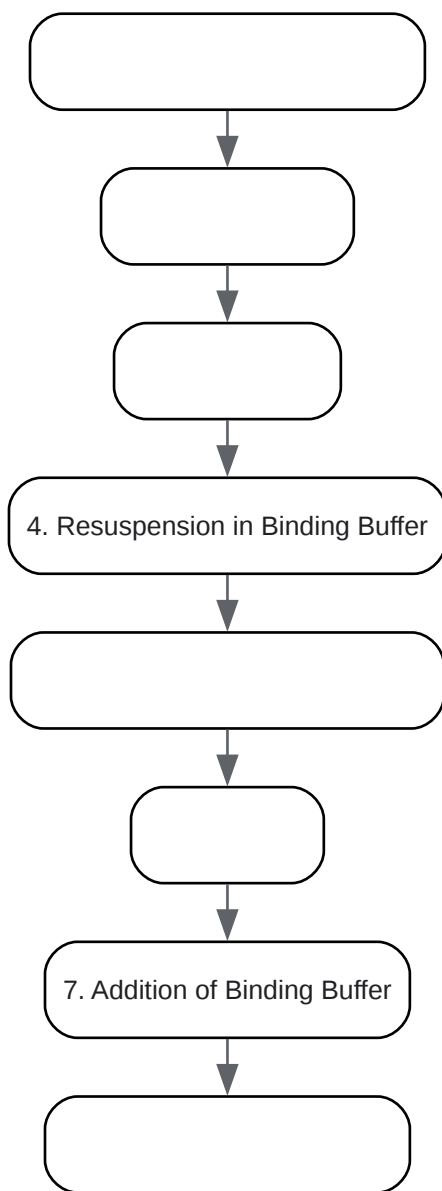 4. Resuspension in Binding Buffer
7. Addition of Binding Buffer